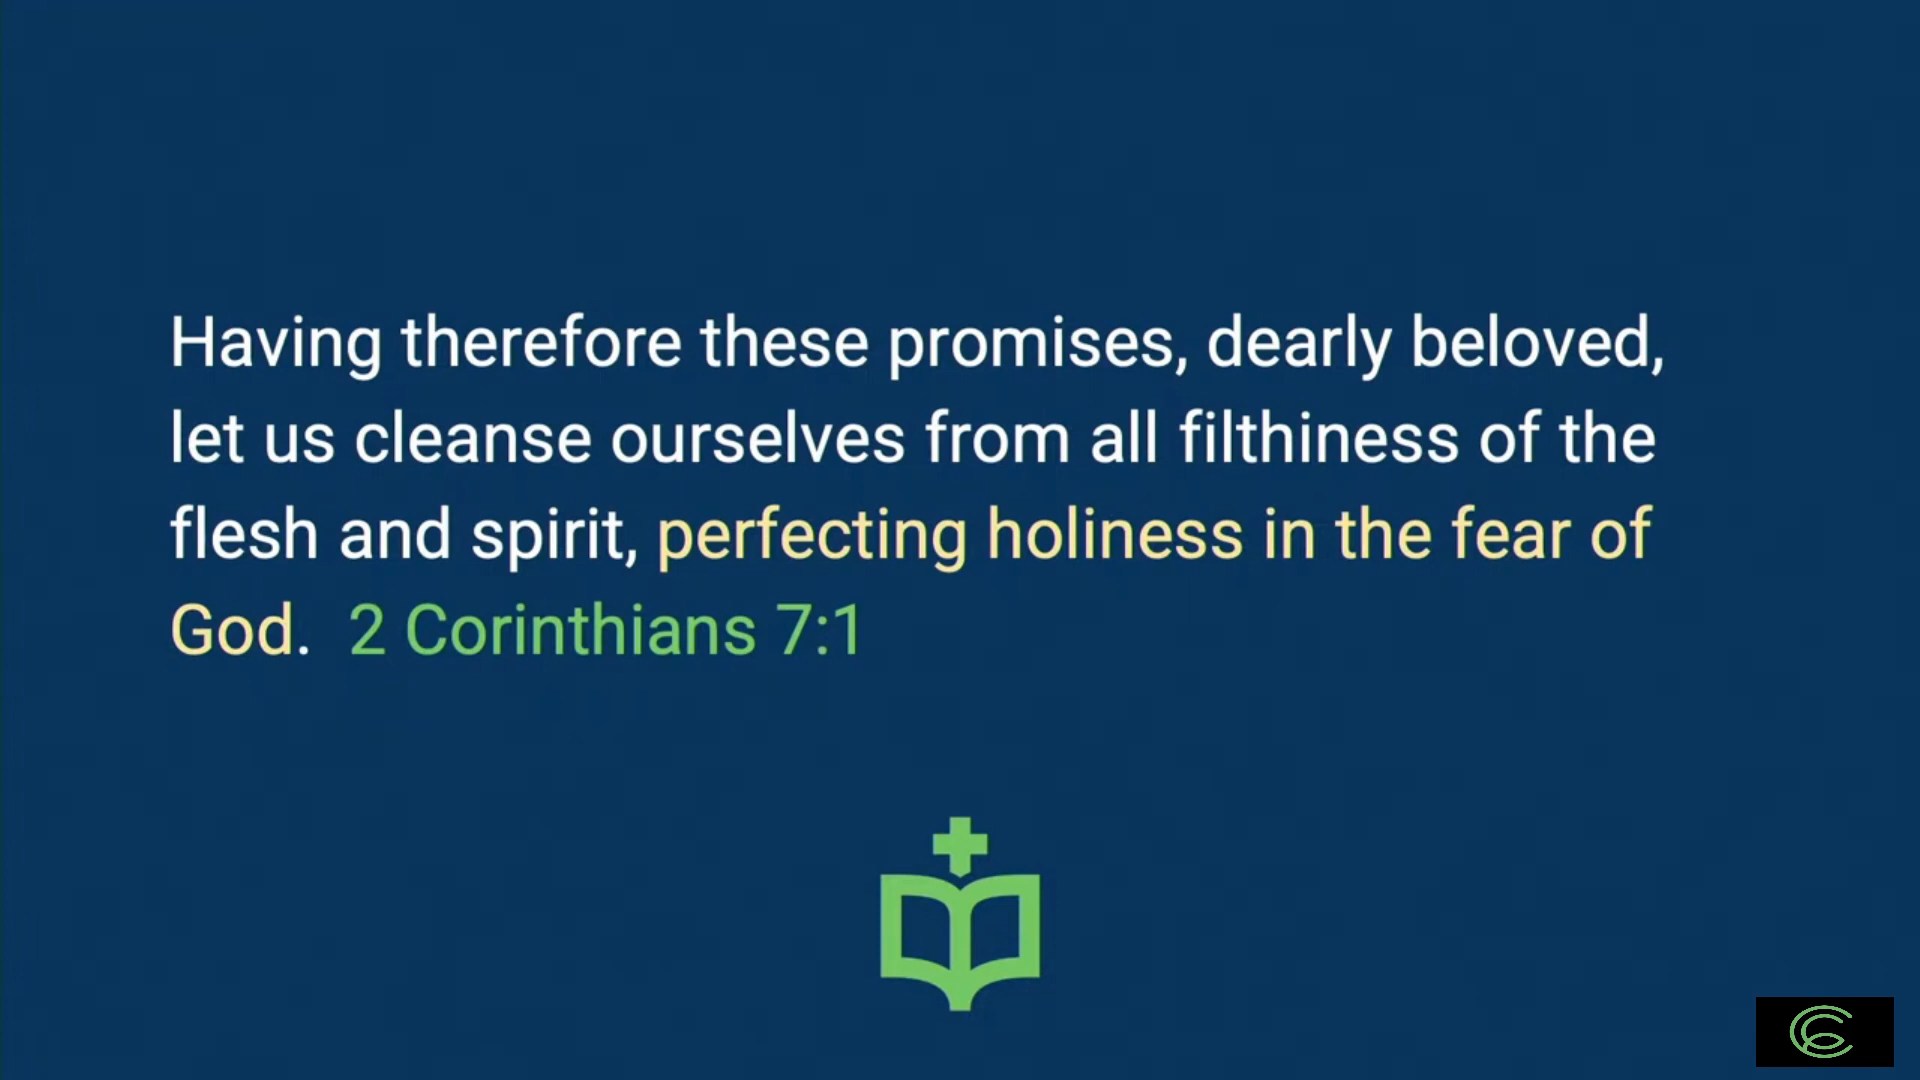 Having therefore these promises, dearly beloved,
let us cleanse ourselves from all filthiness of the
flesh and spirit, perfecting holiness in the fear of
God.  2 Corinthians 7:1